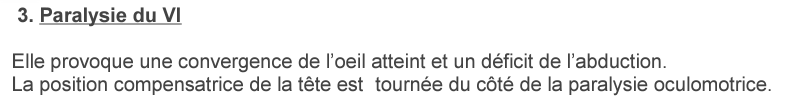 3. Paralysie du VI
Elle provoque une convergence de l’oeil atteint et un déficit de l’abduction.
La position compensatrice de la tête est tournée du côté de la paralysie oculomotrice.